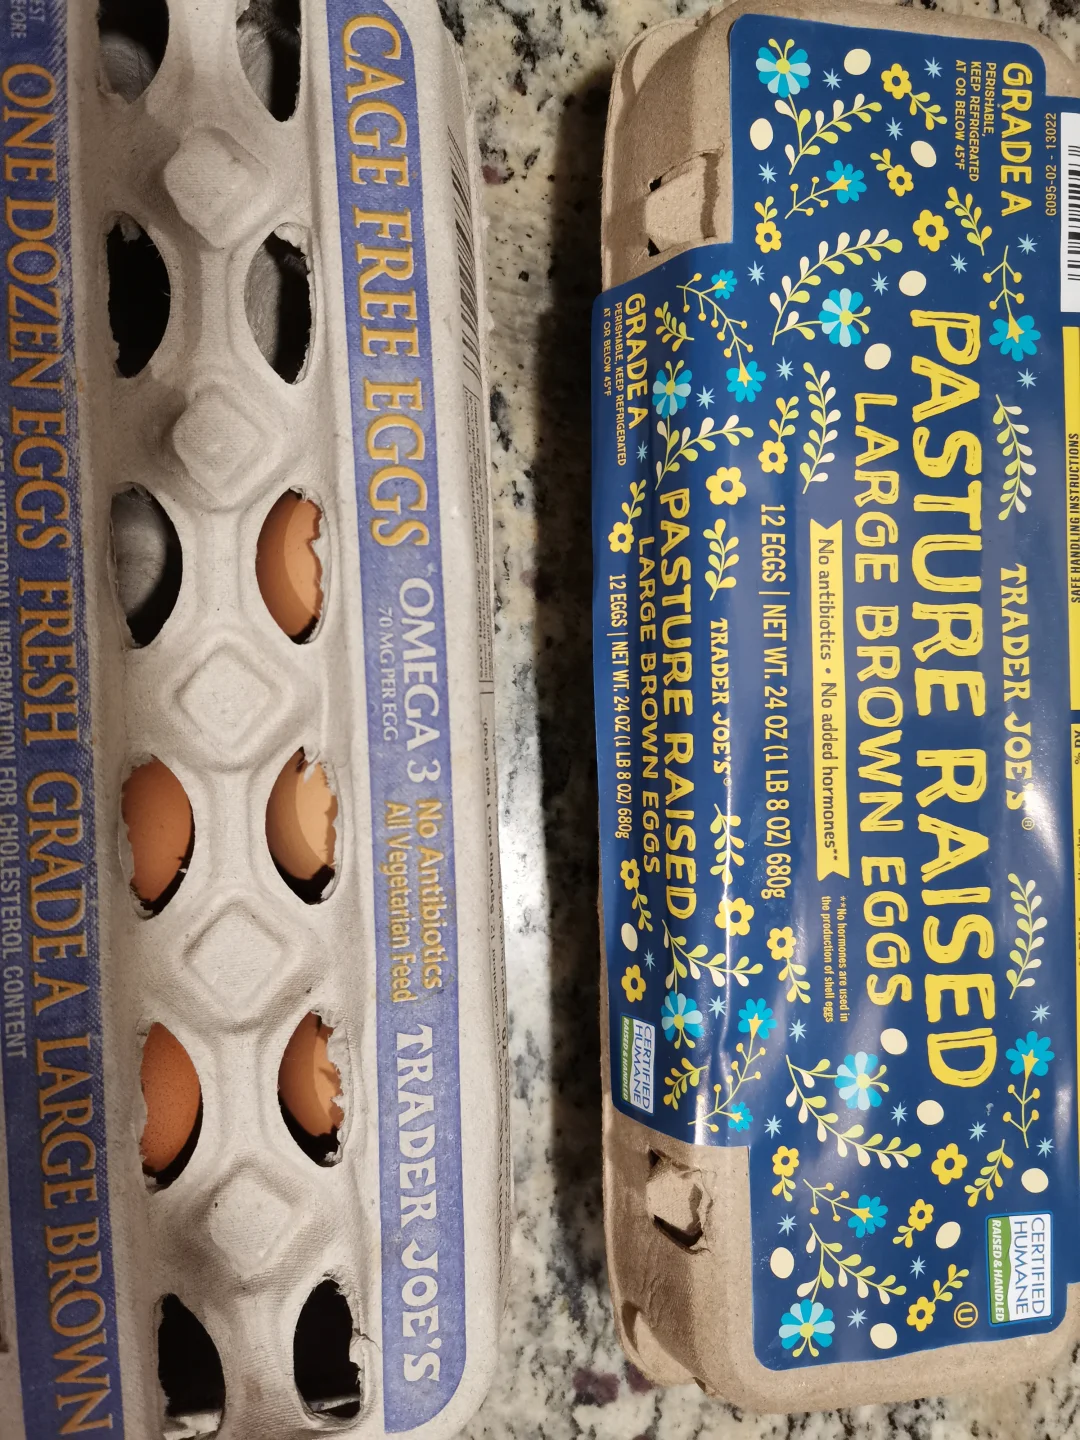 CAGE FREE EGGS
OMEGA 3
70 MG PER EGG
No Antibiotics
All Vegetarian Feed
TRADER JOE'S
ONE DOZEN EGGS FRESH GRADE A LARGE BROWN
INFORMATION FOR CHOLESTEROL CONTENT
GRADE A
PERISHABLE,
KEEP REFRIGERATED
AT OR BELOW 45°F
TRADER JOE'S®
PASTURE RAISED
LARGE BROWN EGGS
No antibiotics • No added hormones**
**No hormones are used in
the production of shell eggs
12 EGGS | NET WT. 24 OZ (1 LB 8 OZ) 680g
CERTIFIED
HUMANE
RAISED & HANDLED
U
GRADE A
PERISHABLE, KEEP REFRIGERATED
AT OR BELOW 45°F
TRADER JOE'S®
PASTURE RAISED
LARGE BROWN EGGS
12 EGGS | NET WT. 24 OZ (1 LB 8 OZ) 680g
CERTIFIED
HUMANE
RAISED & HANDLED
6095-02 - 13022
SAFE HANDLING INSTRUCTIONS